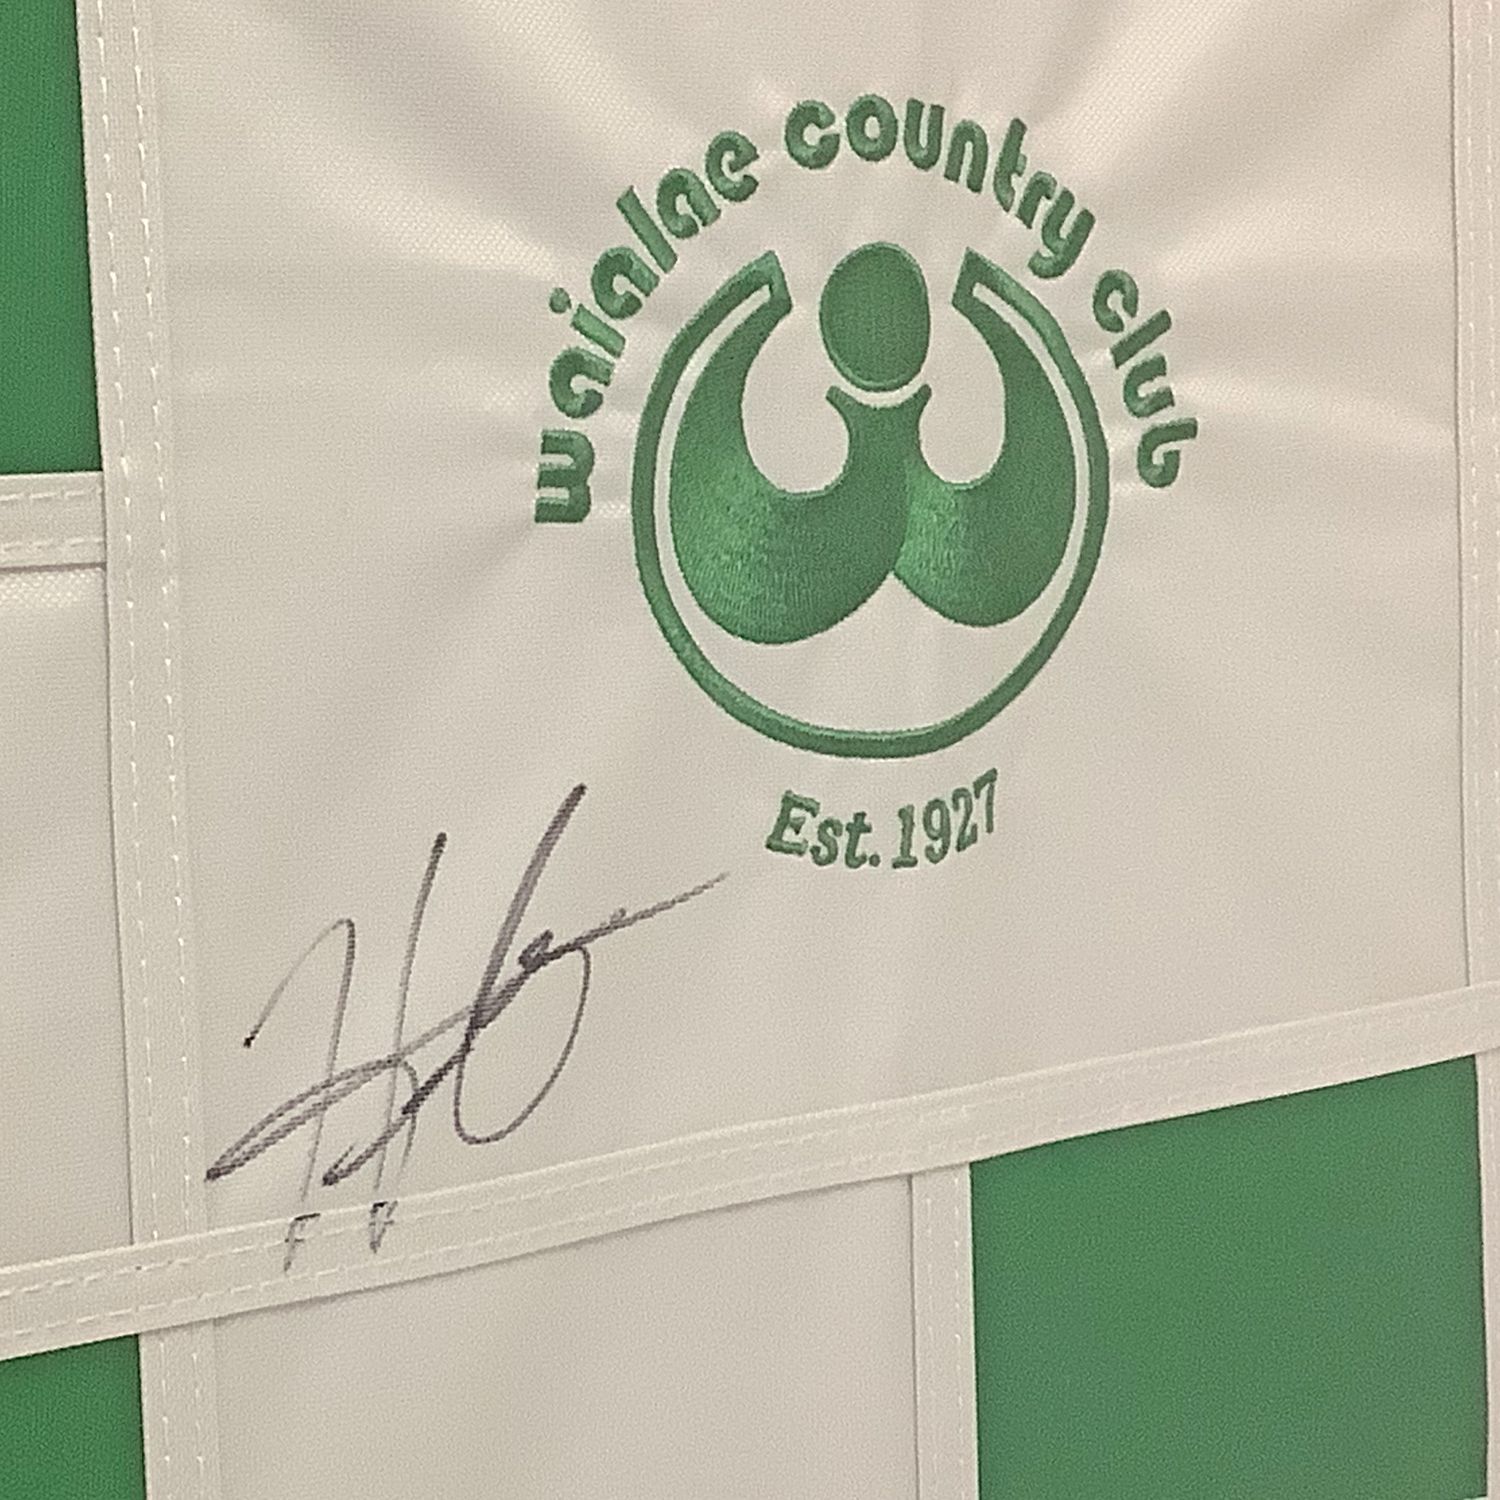 waialae country club
Est. 1927